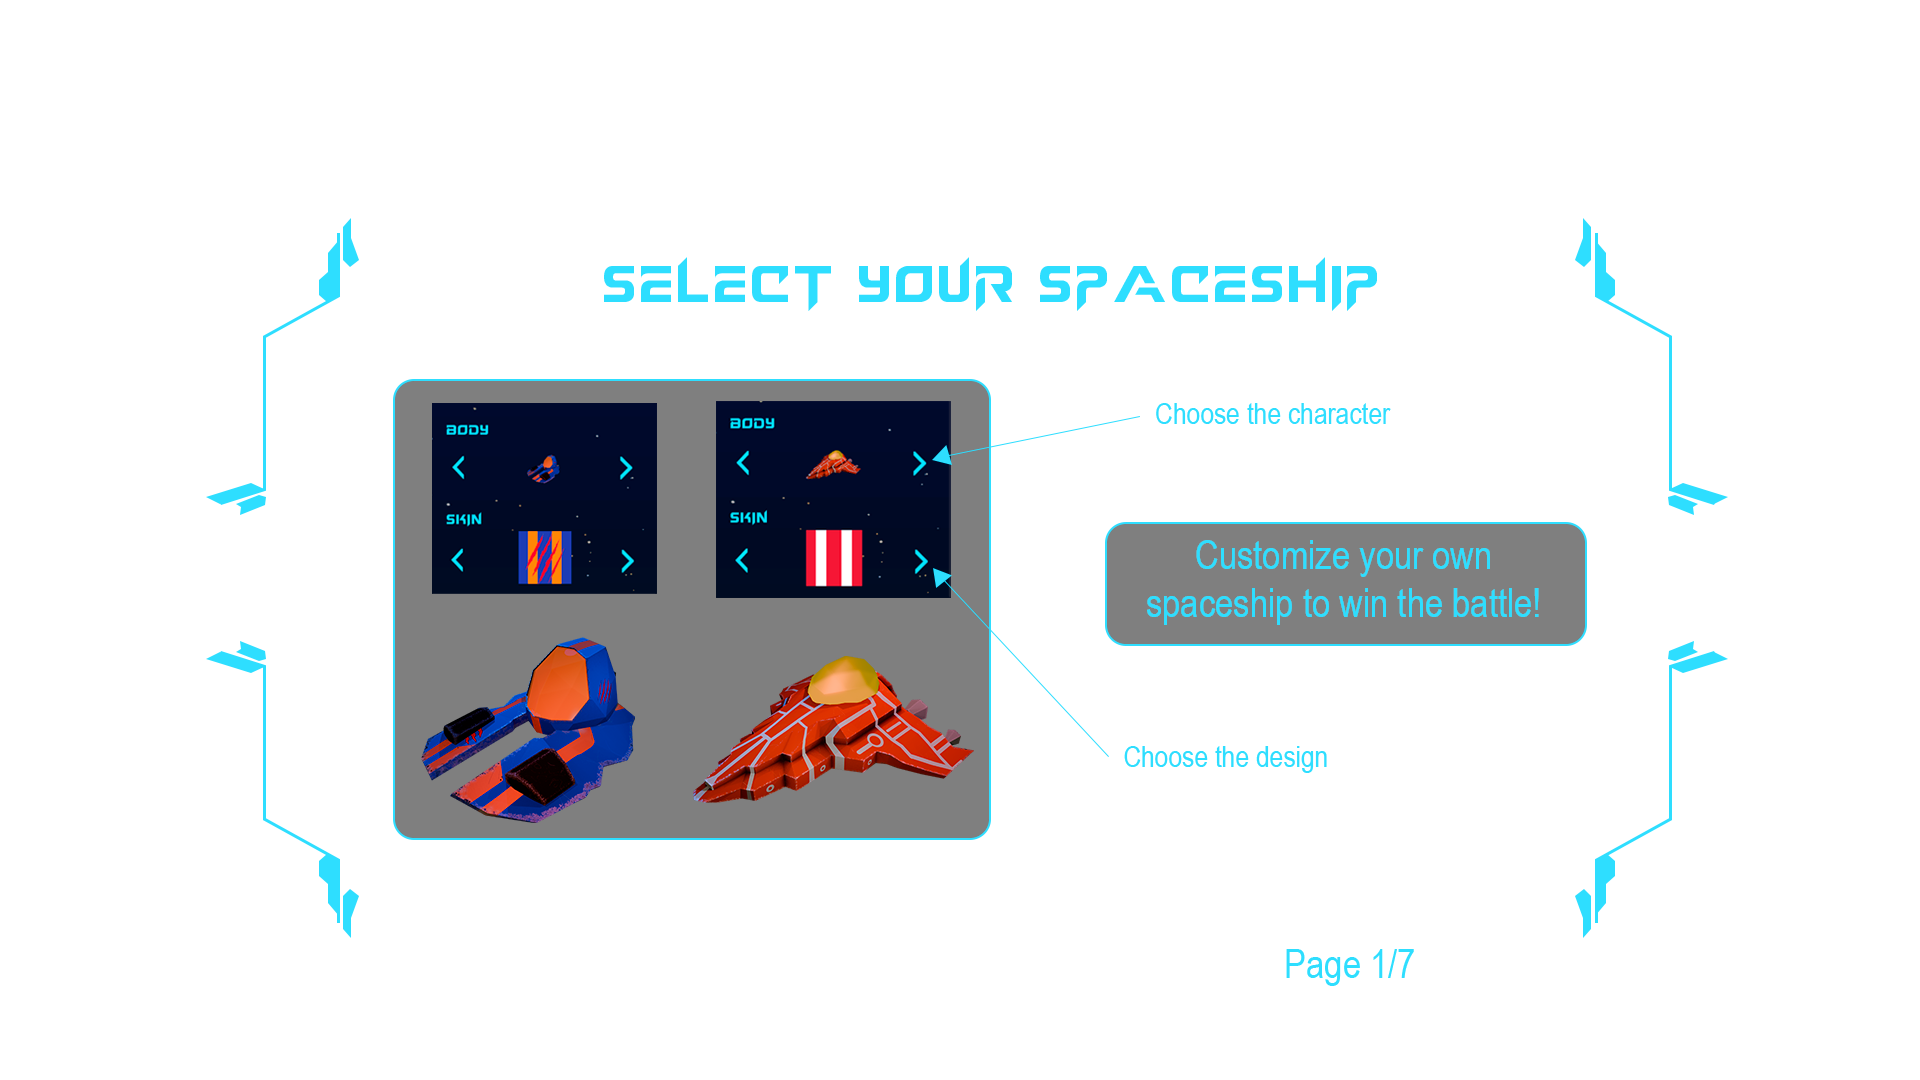 SELECT YOUR SPACESHIP
BODY
SKIN
BODY
SKIN
Choose the character
Customize your own
spaceship to win the battle!
Choose the design
Page 1/7